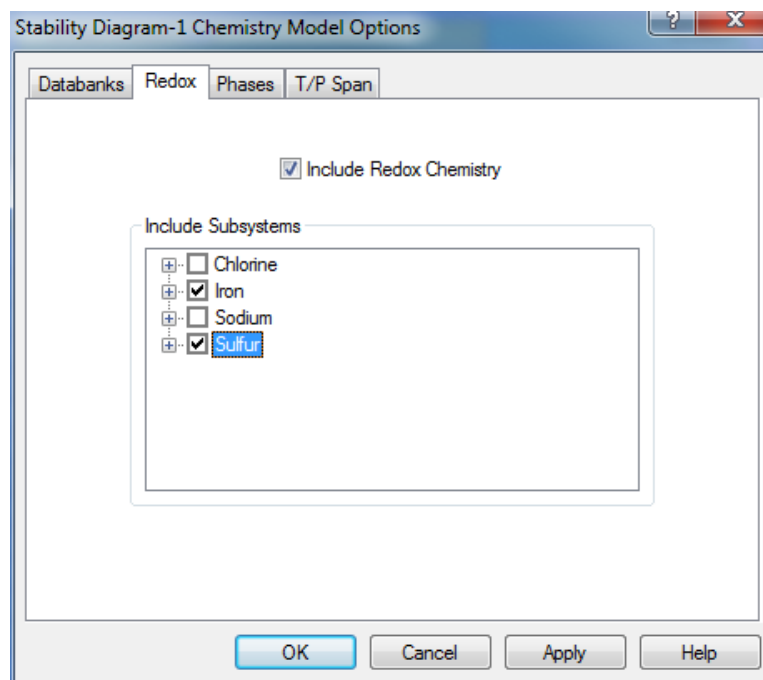 Stability Diagram-1 Chemistry Model Options
Databanks Redox Phases T/P Span
Include Redox Chemistry
Include Subsystems
Chlorine
Iron
Sodium
Sulfur
OK Cancel Apply Help